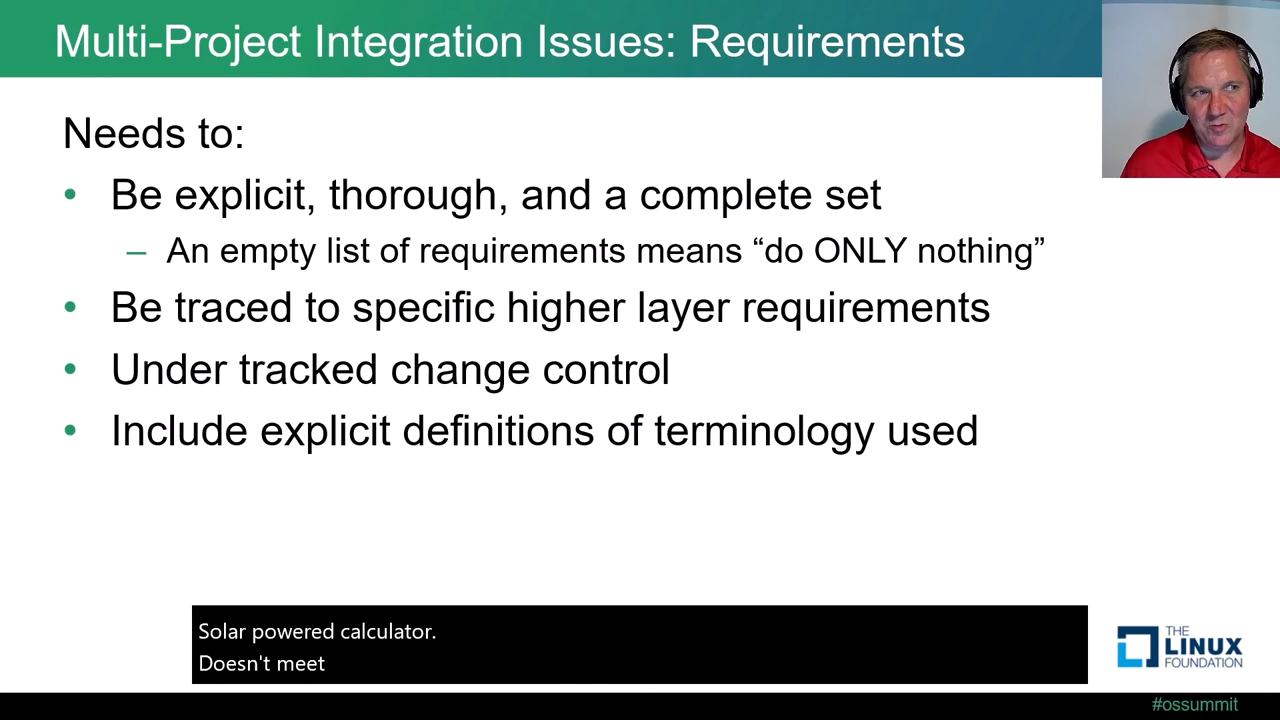 Multi-Project Integration Issues: Requirements
Needs to:
• Be explicit, thorough, and a complete set
– An empty list of requirements means “do ONLY nothing”
• Be traced to specific higher layer requirements
• Under tracked change control
• Include explicit definitions of terminology used
Solar powered calculator.
Doesn't meet
THE
LINUX
FOUNDATION
#ossummit